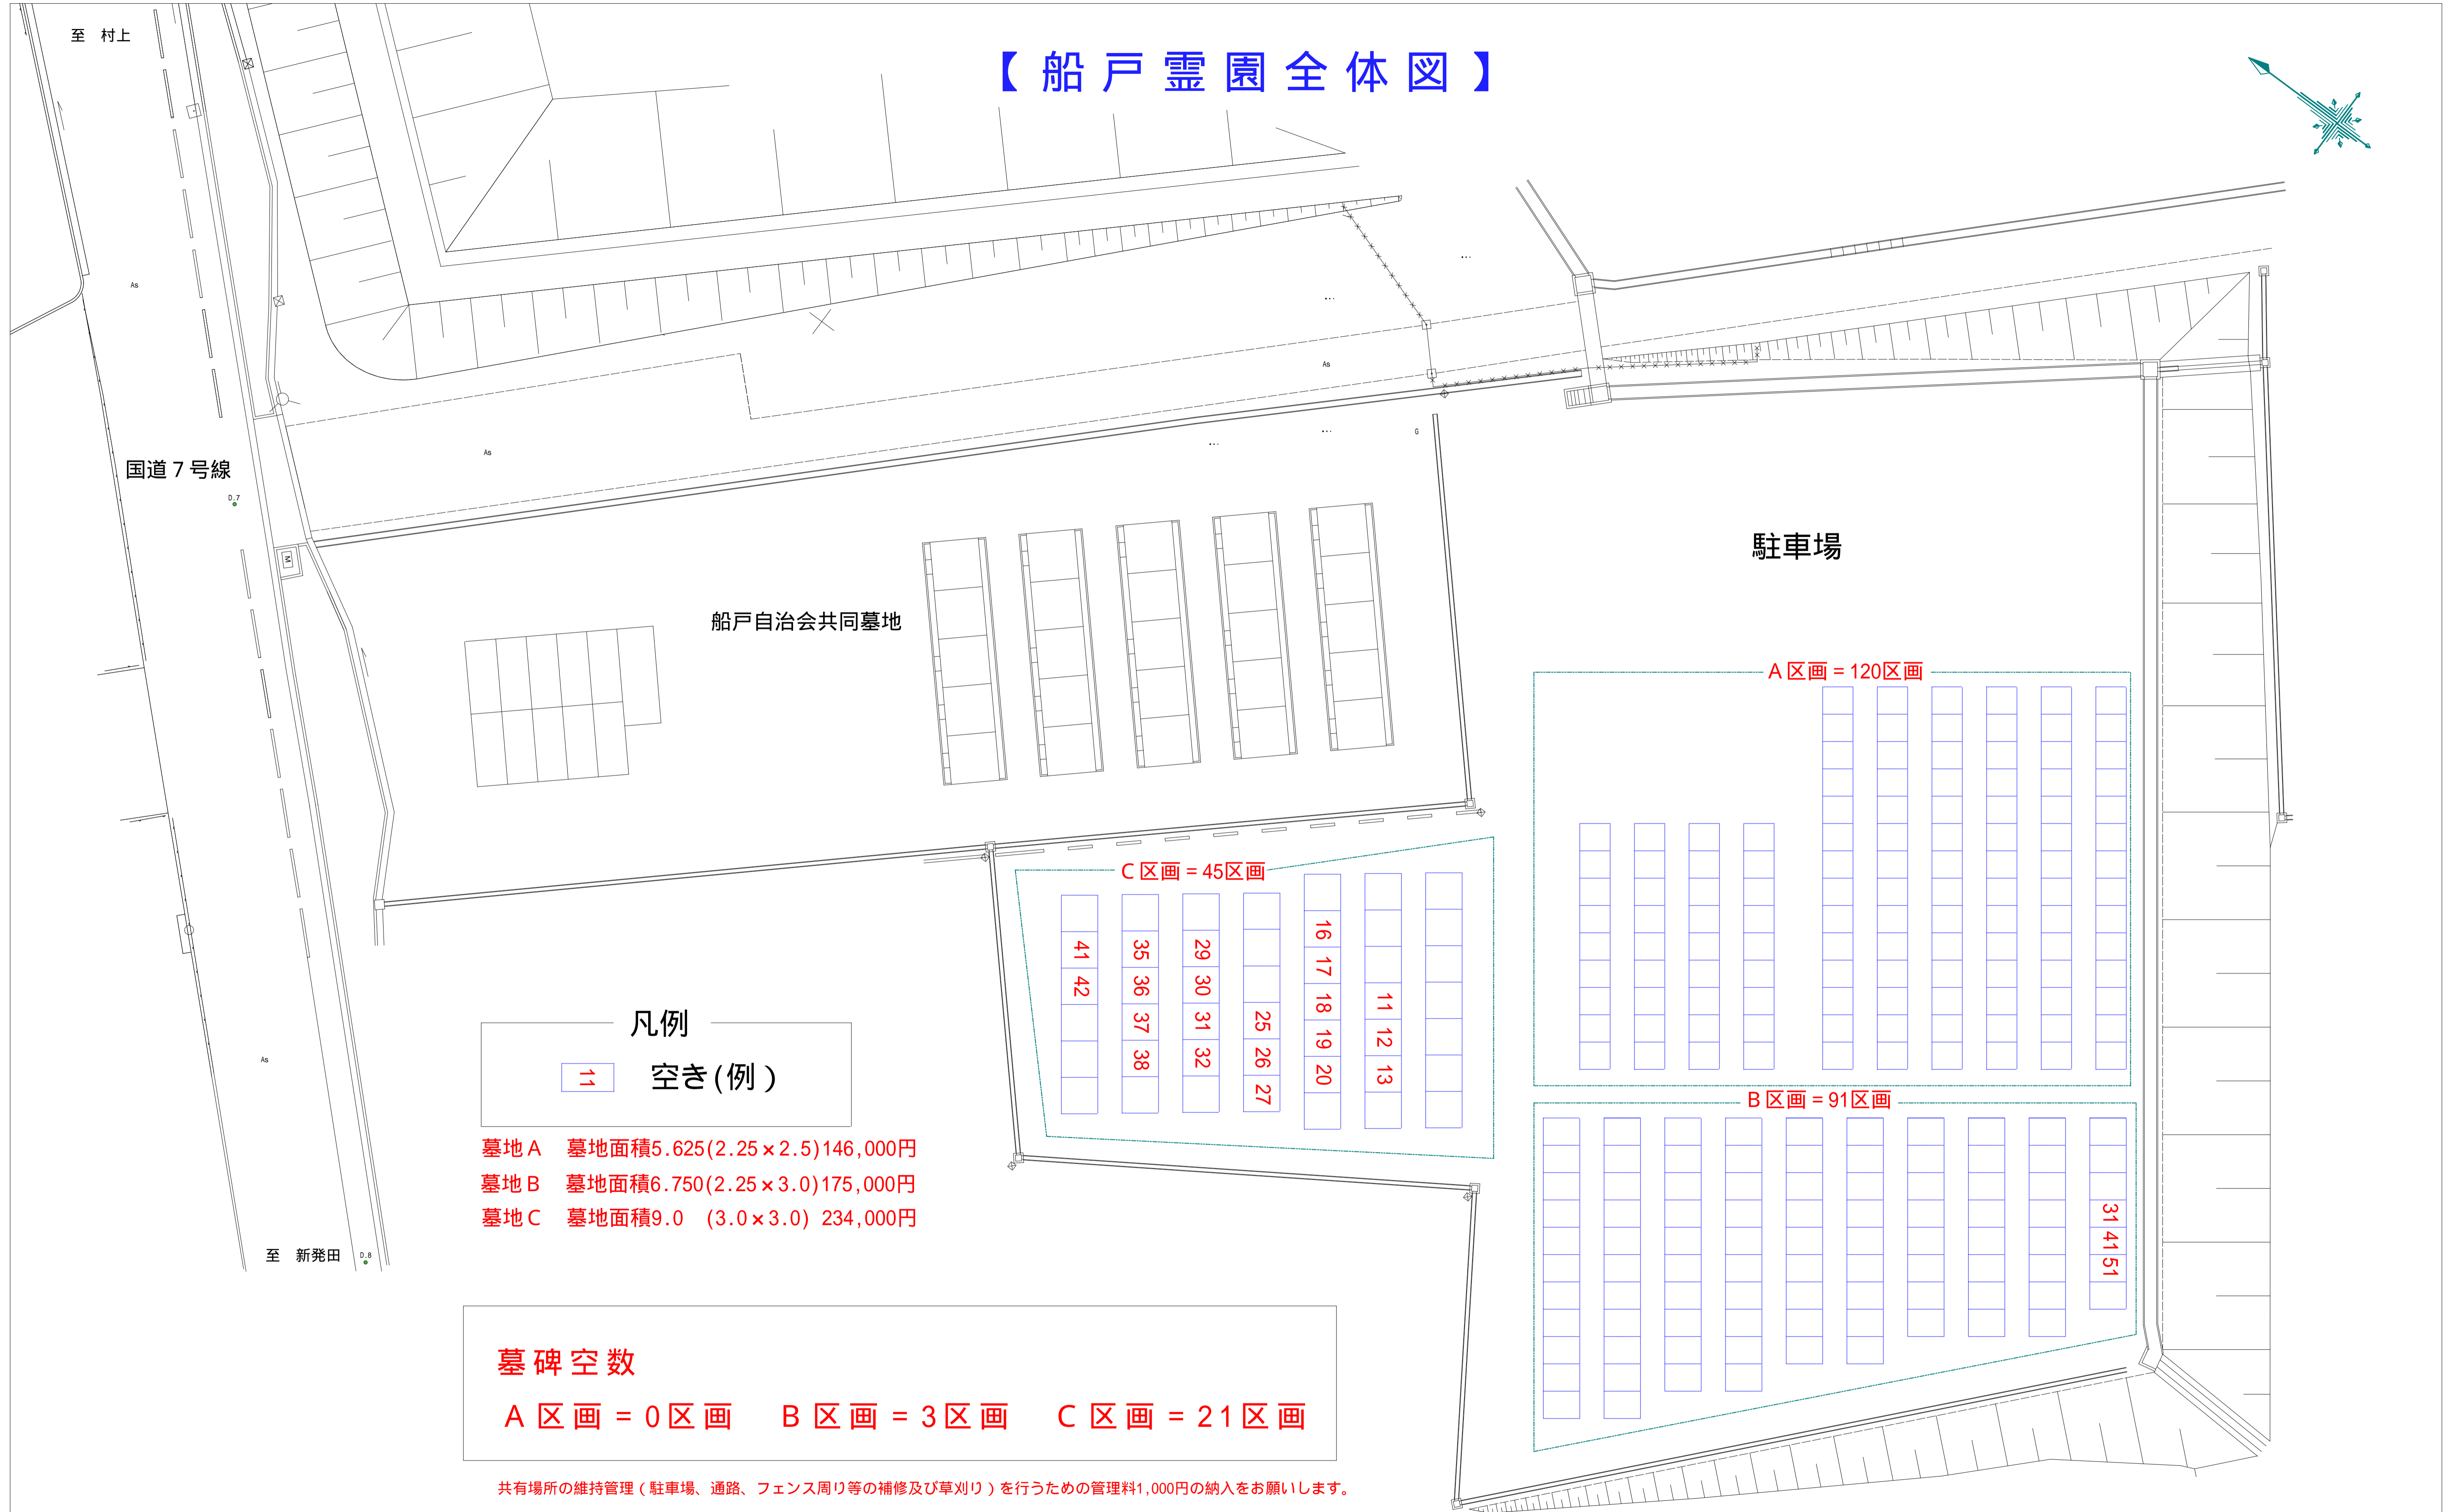 至　村上
【船戸霊園全体図】
As
As
As
G
国道７号線
D.7
M
駐車場
船戸自治会共同墓地
A 区画 = 120区画
C 区画 = 45区画
41 42
35 36 37 38
29 30 31 32
25 26 27
16 17 18 19 20
11 12 13
凡例
11　空き(例)
As
B 区画 = 91区画
31 41 51
墓地 A　墓地面積5.625(2.25×2.5)146,000円
墓地 B　墓地面積6.750(2.25×3.0)175,000円
墓地 C　墓地面積9.0　(3.0×3.0) 234,000円
至　新発田
D.8
墓碑空数
A 区画 = 0区画　B 区画 = 3区画　C 区画 = 21区画
共有場所の維持管理（駐車場、通路、フェンス周り等の補修及び草刈り）を行うための管理料1,000円の納入をお願いします。